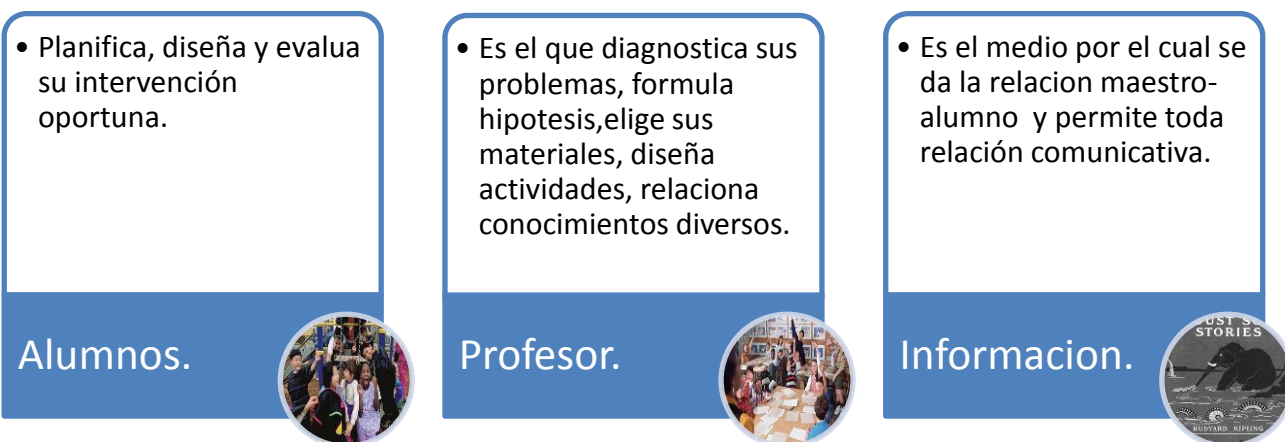 • Planifica, diseña y evalua
su intervención
oportuna.
Alumnos.
• Es el que diagnostica sus
problemas, formula
hipotesis,elige sus
materiales, diseña
actividades, relaciona
conocimientos diversos.
Profesor.
• Es el medio por el cual se
da la relacion maestro-
alumno y permite toda
relación comunicativa.
Informacion.
STORIES
RUDYARD KIPLING